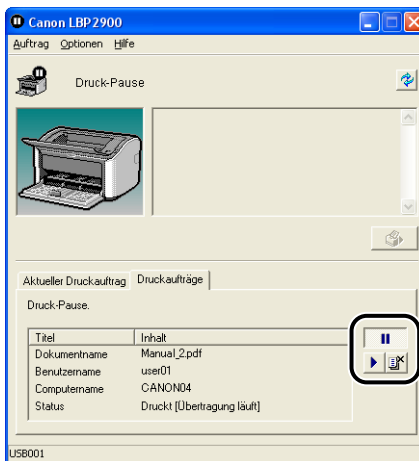 Canon LBP2900
Auftrag Optionen Hilfe
Druck-Pause
Aktueller Druckauftrag Druckaufträge
Druck-Pause.
Titel Inhalt
Dokumentname Manual_2.pdf
Benutzername user01
Computername CANON04
Status Druckt [Übertragung läuft]
USB001